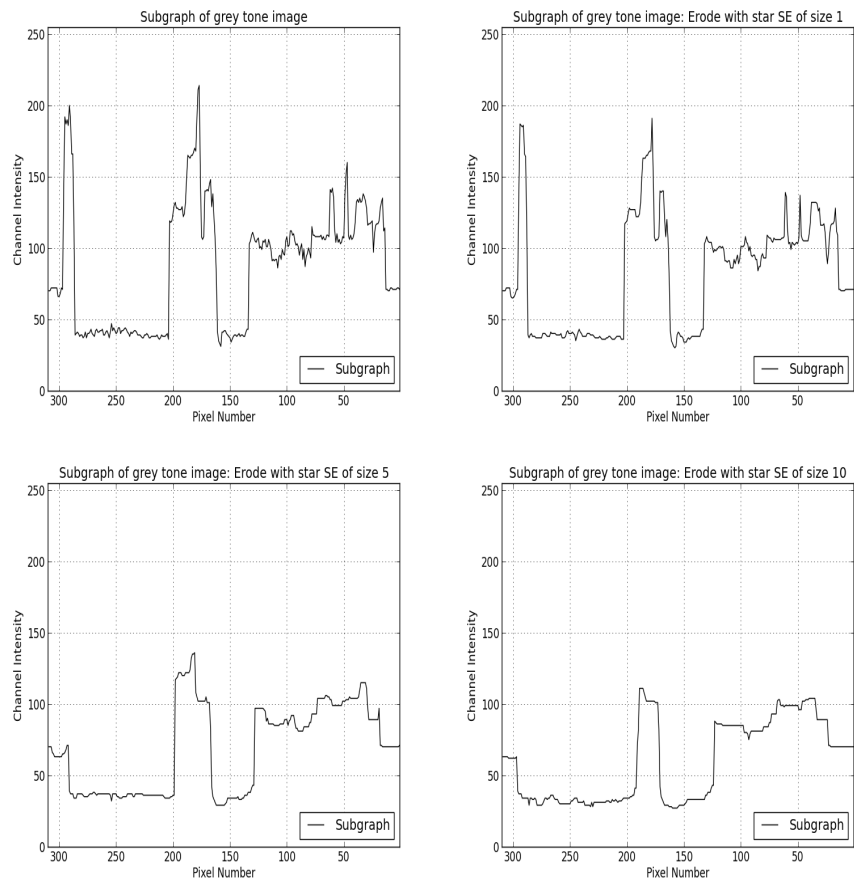 Subgraph of grey tone image
250
200
150
100
50
0
Channel Intensity
300 250 200 150 100 50
Pixel Number
Subgraph
Subgraph of grey tone image: Erode with star SE of size 1
250
200
150
100
50
0
Channel Intensity
300 250 200 150 100 50
Pixel Number
Subgraph
Subgraph of grey tone image: Erode with star SE of size 5
250
200
150
100
50
0
Channel Intensity
300 250 200 150 100 50
Pixel Number
Subgraph
Subgraph of grey tone image: Erode with star SE of size 10
250
200
150
100
50
0
Channel Intensity
300 250 200 150 100 50
Pixel Number
Subgraph